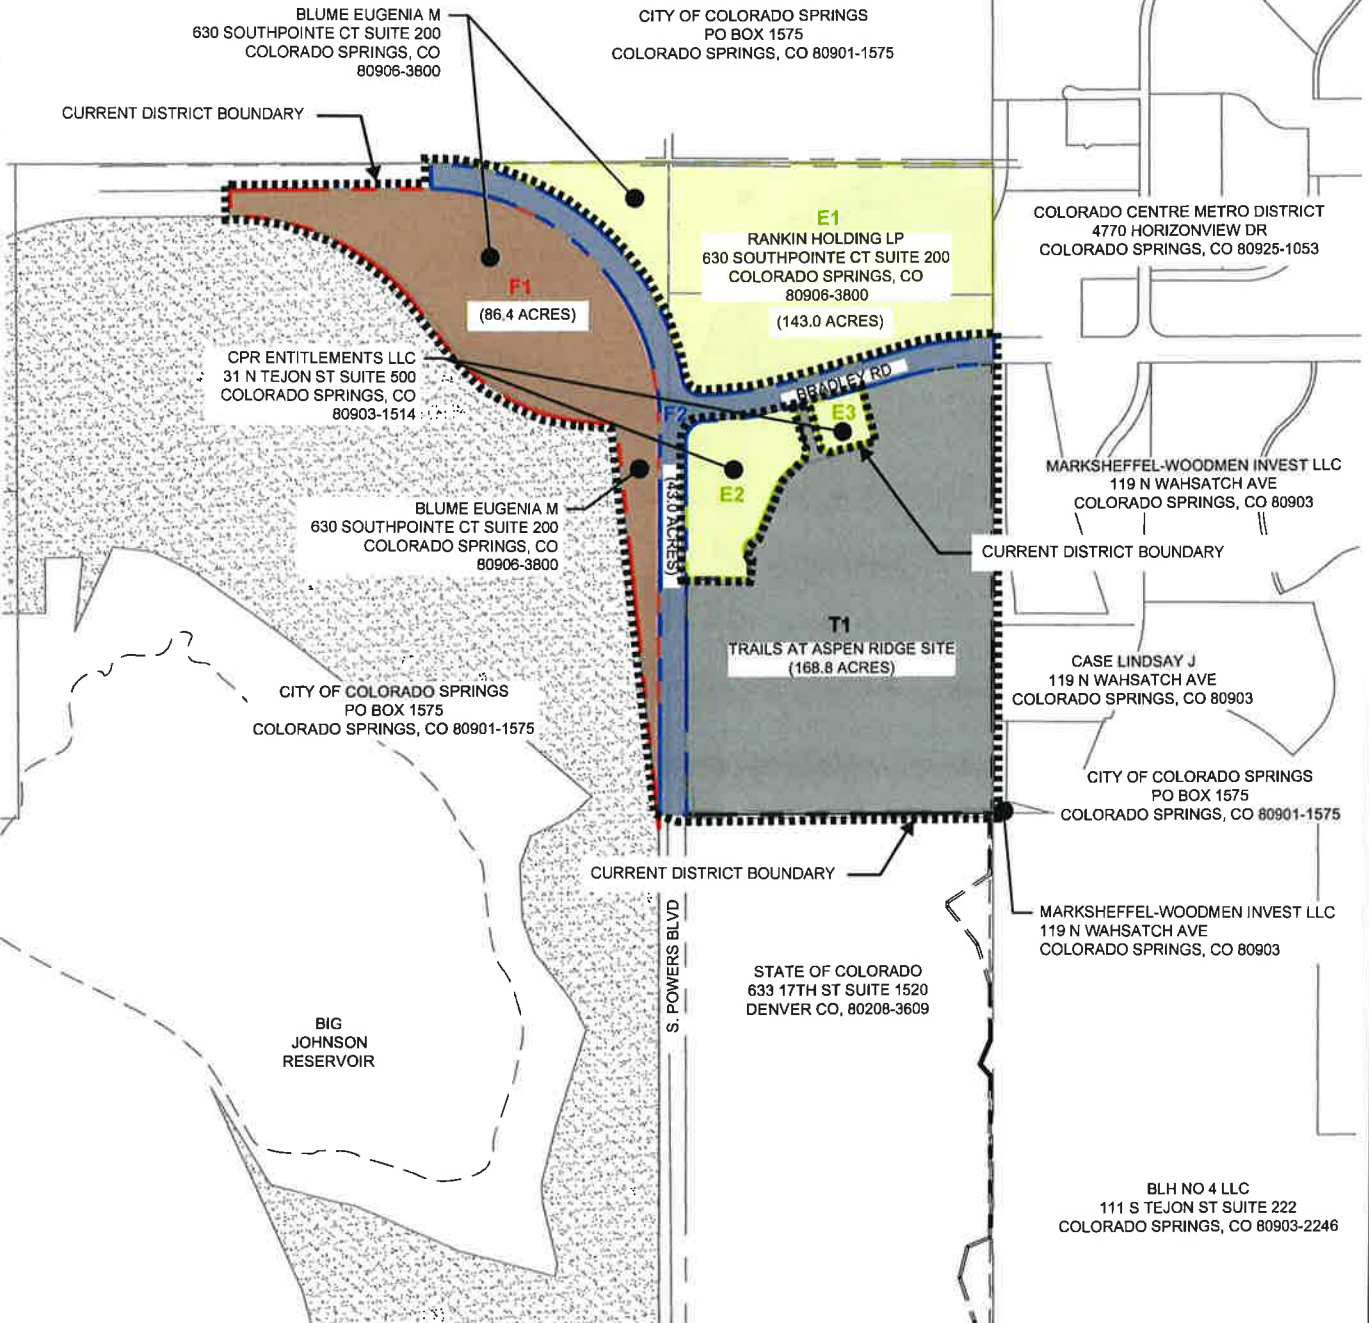 BLUME EUGENIA M
630 SOUTHPOINTE CT SUITE 200
COLORADO SPRINGS, CO
80906-3800
CITY OF COLORADO SPRINGS
PO BOX 1575
COLORADO SPRINGS, CO 80901-1575
CURRENT DISTRICT BOUNDARY
E1
RANKIN HOLDING LP
630 SOUTHPOINTE CT SUITE 200
COLORADO SPRINGS, CO
80906-3800
(143.0 ACRES)
COLORADO CENTRE METRO DISTRICT
4770 HORIZONVIEW DR
COLORADO SPRINGS, CO 80925-1053
F1
(86.4 ACRES)
CPR ENTITLEMENTS LLC
31 N TEJON ST SUITE 500
COLORADO SPRINGS, CO
80903-1514
BRADLEY RD
F2
(43.0 ACRES)
E3
E2
MARKSHEFFEL-WOODMEN INVEST LLC
119 N WAHSATCH AVE
COLORADO SPRINGS, CO 80903
BLUME EUGENIA M
630 SOUTHPOINTE CT SUITE 200
COLORADO SPRINGS, CO
80906-3800
CURRENT DISTRICT BOUNDARY
T1
TRAILS AT ASPEN RIDGE SITE
(168.8 ACRES)
CASE LINDSAY J
119 N WAHSATCH AVE
COLORADO SPRINGS, CO 80903
CITY OF COLORADO SPRINGS
PO BOX 1575
COLORADO SPRINGS, CO 80901-1575
CITY OF COLORADO SPRINGS
PO BOX 1575
COLORADO SPRINGS, CO 80901-1575
CURRENT DISTRICT BOUNDARY
MARKSHEFFEL-WOODMEN INVEST LLC
119 N WAHSATCH AVE
COLORADO SPRINGS, CO 80903
S. POWERS BLVD
STATE OF COLORADO
633 17TH ST SUITE 1520
DENVER CO, 80208-3609
BIG
JOHNSON
RESERVOIR
BLH NO 4 LLC
111 S TEJON ST SUITE 222
COLORADO SPRINGS, CO 80903-2246